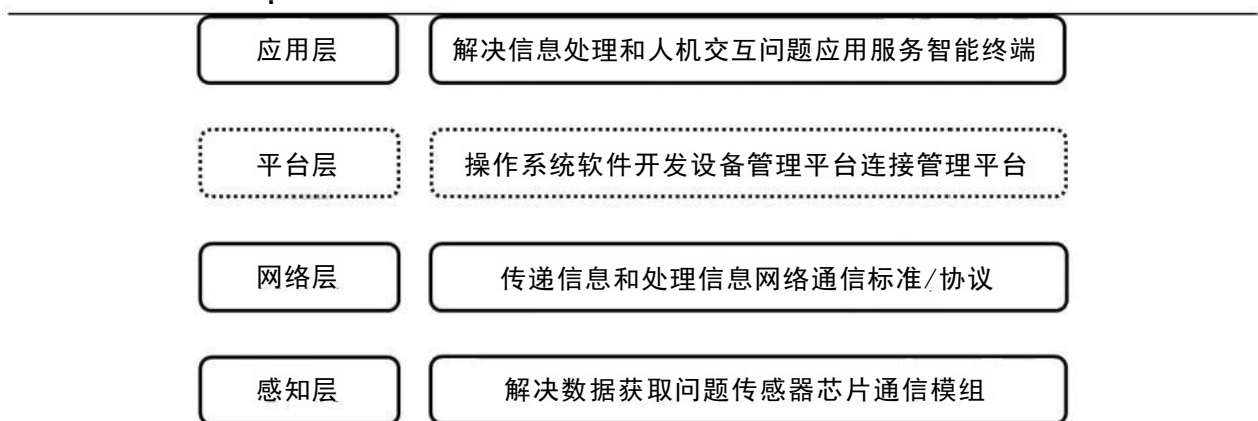 应用层
解决信息处理和人机交互问题应用服务智能终端
平台层
操作系统软件开发设备管理平台连接管理平台
网络层
传递信息和处理信息网络通信标准/协议
感知层
解决数据获取问题传感器芯片通信模组